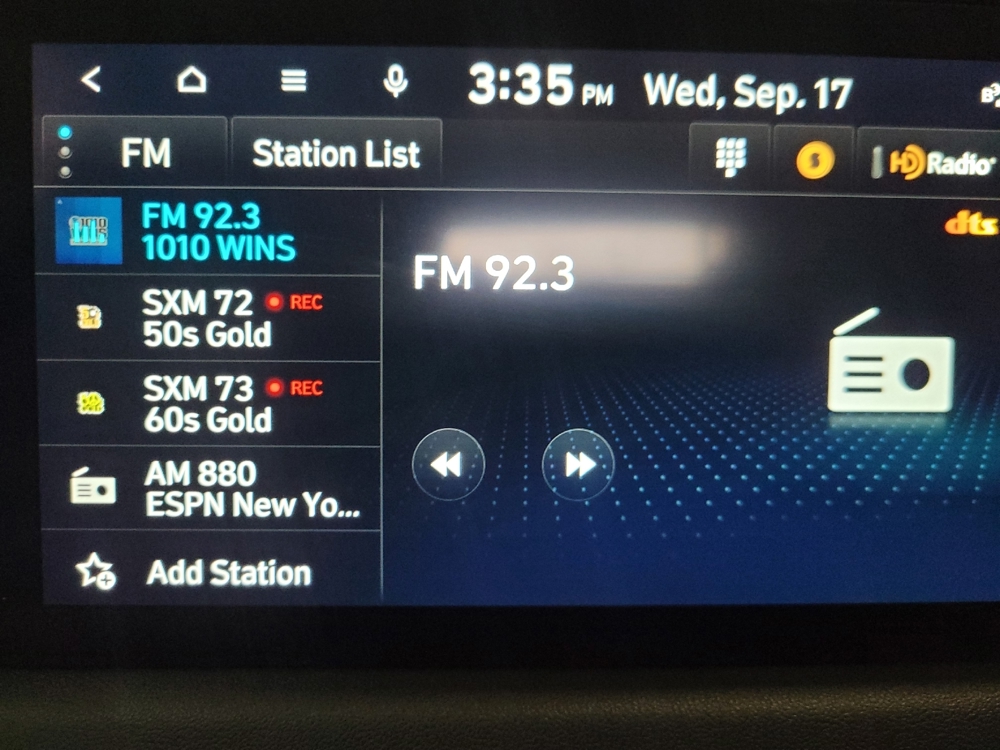 3:35 PM Wed, Sep. 17
FM Station List
HD Radio
FM 92.3
1010 WINS
SXM 72 REC
50s Gold
SXM 73 REC
60s Gold
AM 880
ESPN New Yo...
Add Station
dts
FM 92.3